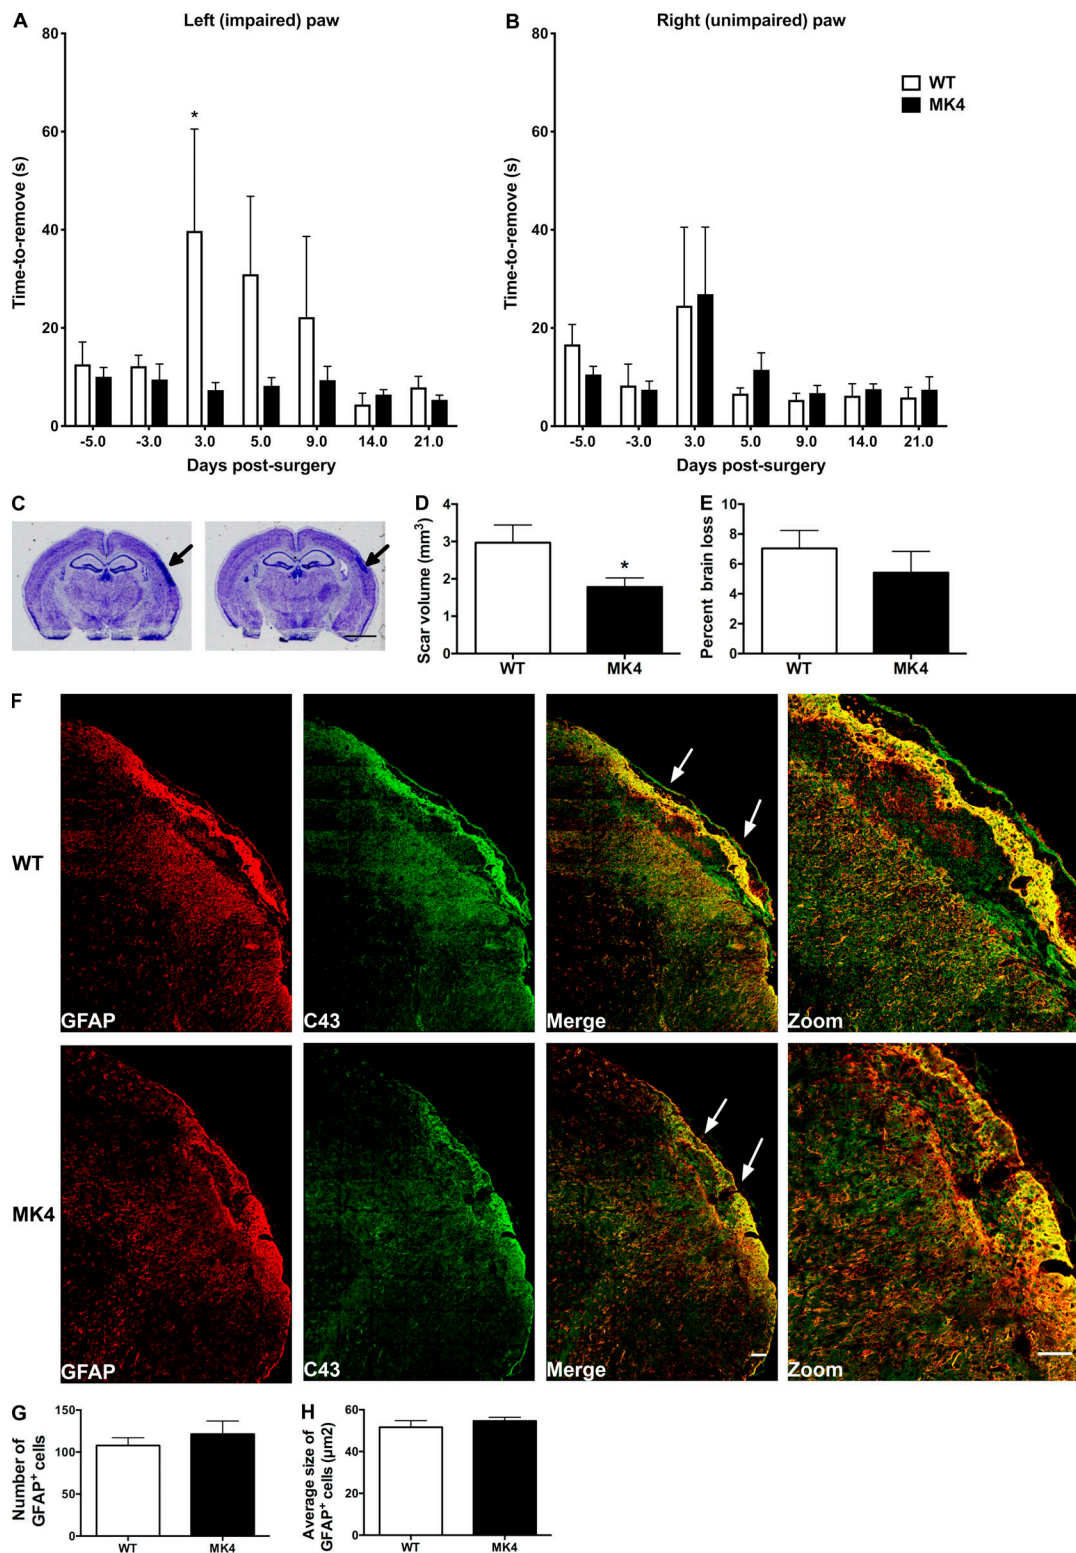 A
Left (impaired) paw
80
60
40
20
0
Time-to-remove (s)
*
-5.0 -3.0 3.0 5.0 9.0 14.0 21.0
Days post-surgery
B
Right (unimpaired) paw
WT
MK4
80
60
40
20
0
Time-to-remove (s)
-5.0 -3.0 3.0 5.0 9.0 14.0 21.0
Days post-surgery
C
D
4
3
2
1
0
Scar volume (mm³)
*
WT MK4
E
10
8
6
4
2
0
Percent brain loss
WT MK4
F
WT
GFAP
C43
Merge
Zoom
MK4
GFAP
C43
Merge
Zoom
G
150
100
50
0
Number of
GFAP⁺ cells
WT MK4
H
60
40
20
0
Average size of
GFAP⁺ cells (µm2)
WT MK4